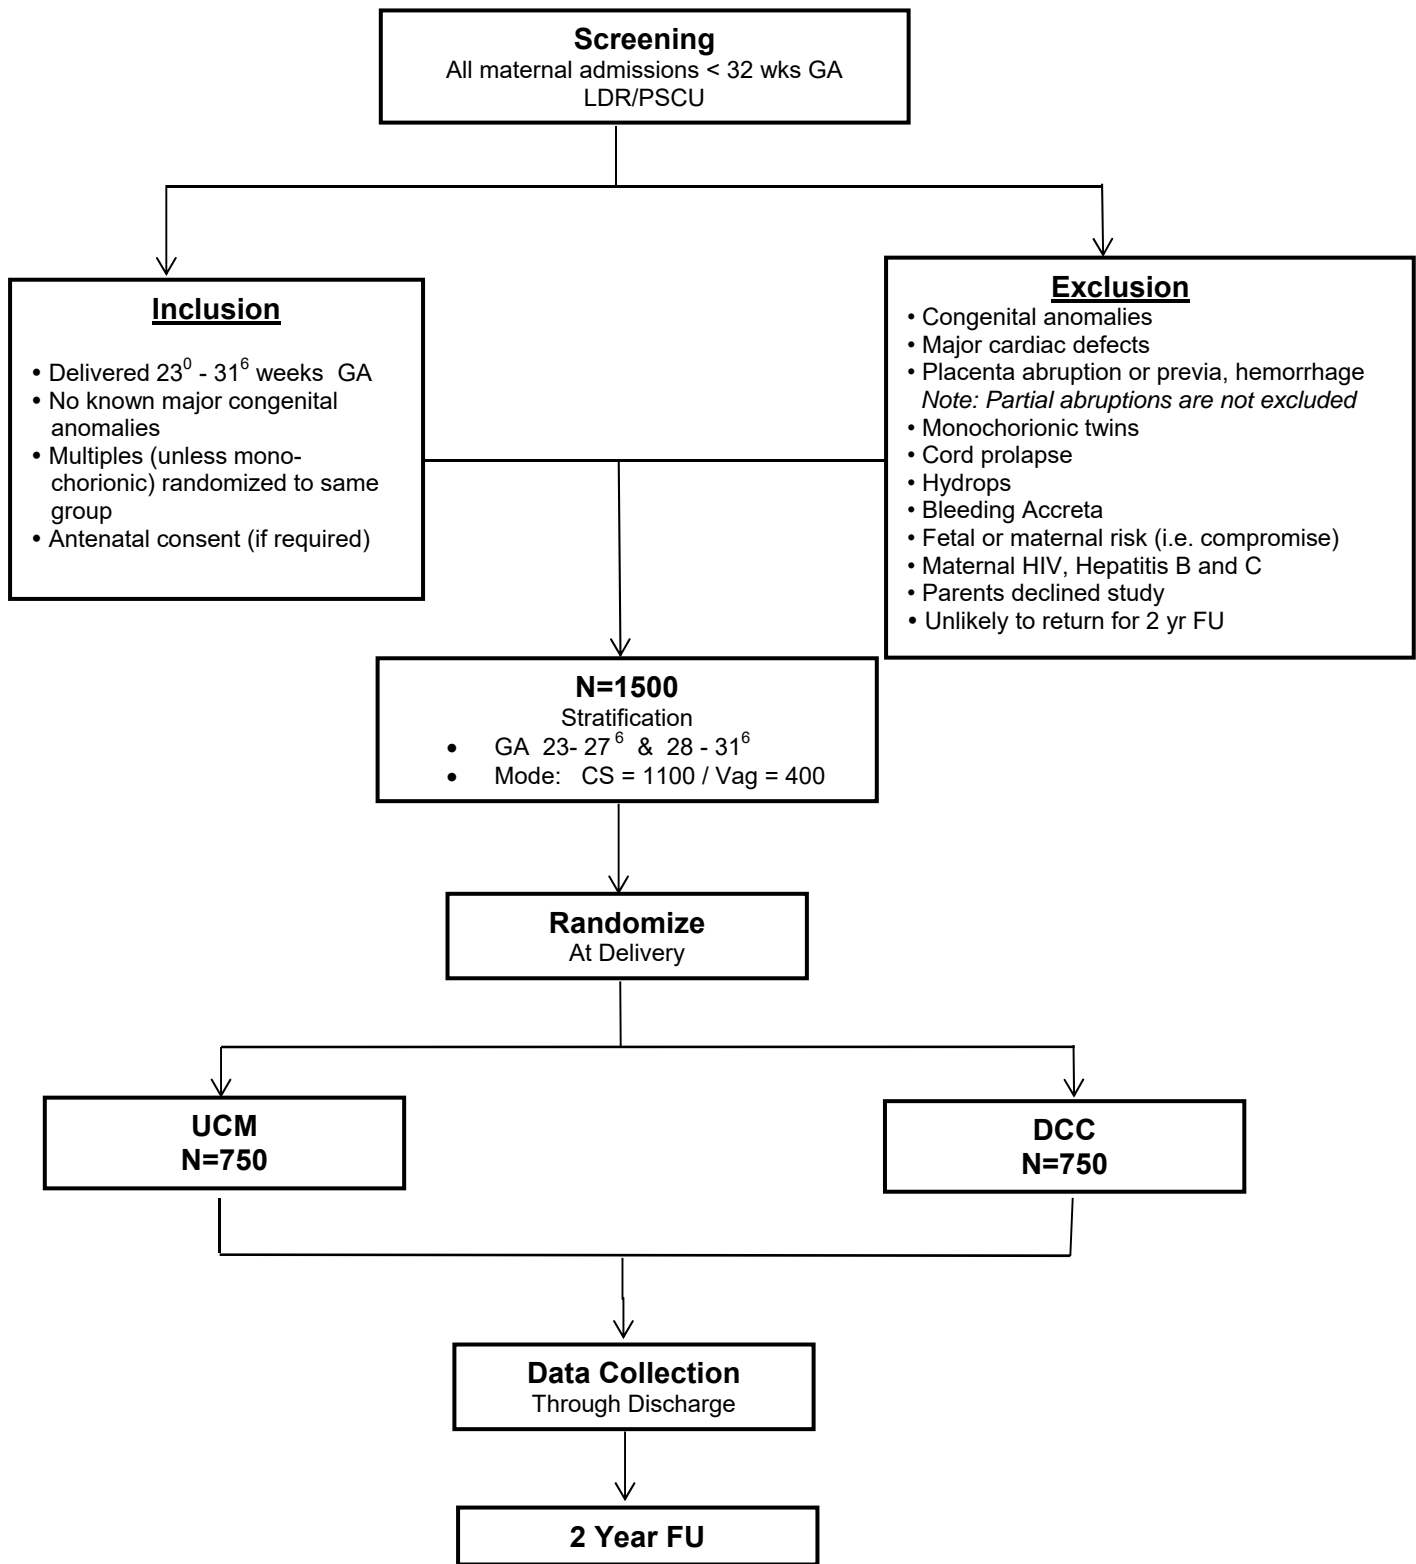 Screening
All maternal admissions < 32 wks GA
LDR/PSCU
Inclusion
• Delivered 23⁰ - 31⁶ weeks GA
• No known major congenital
anomalies
• Multiples (unless mono-
chorionic) randomized to same
group
• Antenatal consent (if required)
Exclusion
• Congenital anomalies
• Major cardiac defects
• Placenta abruption or previa, hemorrhage
Note: Partial abruptions are not excluded
• Monochorionic twins
• Cord prolapse
• Hydrops
• Bleeding Accreta
• Fetal or maternal risk (i.e. compromise)
• Maternal HIV, Hepatitis B and C
• Parents declined study
• Unlikely to return for 2 yr FU
N=1500
Stratification
• GA 23- 27⁶ & 28 - 31⁶
• Mode: CS = 1100 / Vag = 400
Randomize
At Delivery
UCM
N=750
DCC
N=750
Data Collection
Through Discharge
2 Year FU